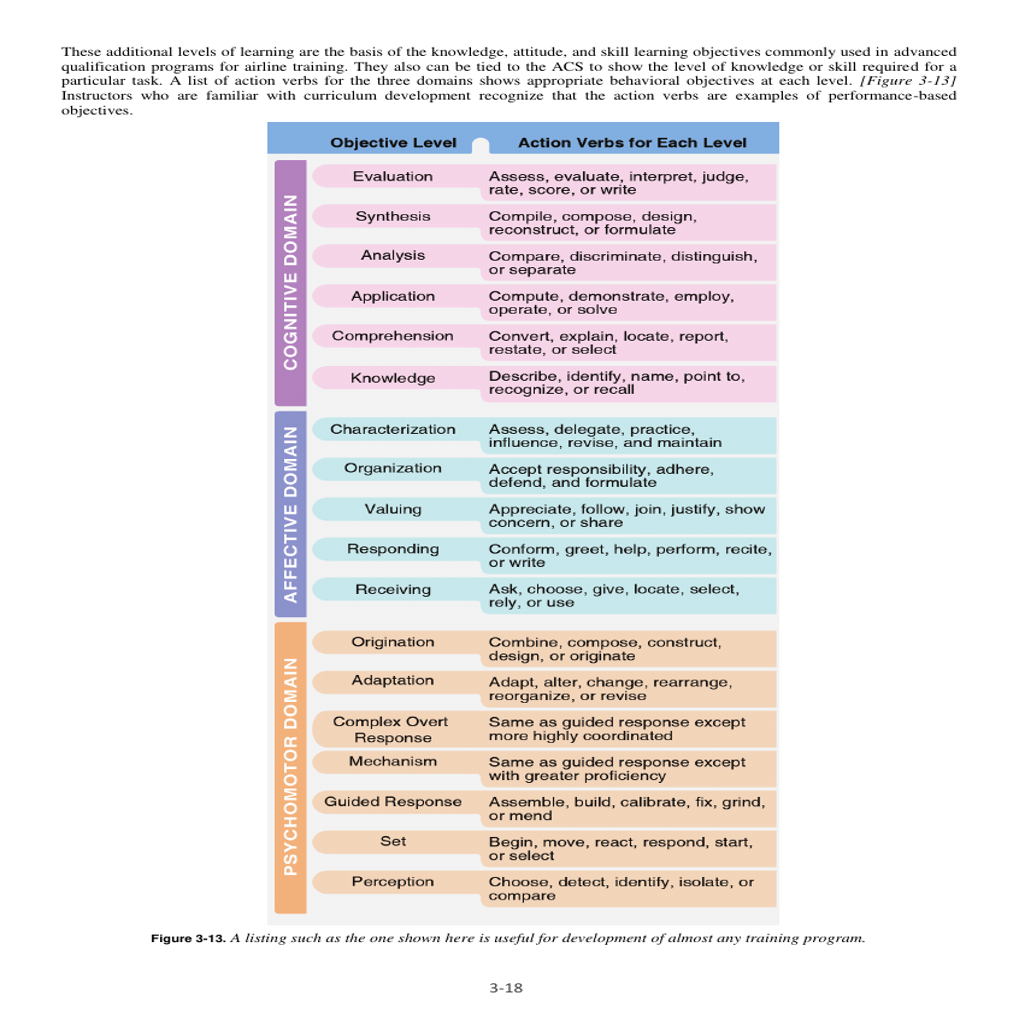 These additional levels of learning are the basis of the knowledge, attitude, and skill learning objectives commonly used in advanced
qualification programs for airline training. They also can be tied to the ACS to show the level of knowledge or skill required for a
particular task. A list of action verbs for the three domains shows appropriate behavioral objectives at each level. [Figure 3-13]
Instructors who are familiar with curriculum development recognize that the action verbs are examples of performance-based
objectives.
Objective Level Action Verbs for Each Level
COGNITIVE DOMAIN
Evaluation Assess, evaluate, interpret, judge,
rate, score, or write
Synthesis Compile, compose, design,
reconstruct, or formulate
Analysis Compare, discriminate, distinguish,
or separate
Application Compute, demonstrate, employ,
operate, or solve
Comprehension Convert, explain, locate, report,
restate, or select
Knowledge Describe, identify, name, point to,
recognize, or recall
AFFECTIVE DOMAIN
Characterization Assess, delegate, practice,
influence, revise, and maintain
Organization Accept responsibility, adhere,
defend, and formulate
Valuing Appreciate, follow, join, justify, show
concern, or share
Responding Conform, greet, help, perform, recite,
or write
Receiving Ask, choose, give, locate, select,
rely, or use
PSYCHOMOTOR DOMAIN
Origination Combine, compose, construct,
design, or originate
Adaptation Adapt, alter, change, rearrange,
reorganize, or revise
Complex Overt Same as guided response except
Response more highly coordinated
Mechanism Same as guided response except
with greater proficiency
Guided Response Assemble, build, calibrate, fix, grind,
or mend
Set Begin, move, react, respond, start,
or select
Perception Choose, detect, identify, isolate, or
compare
Figure 3-13. A listing such as the one shown here is useful for development of almost any training program.
3-18